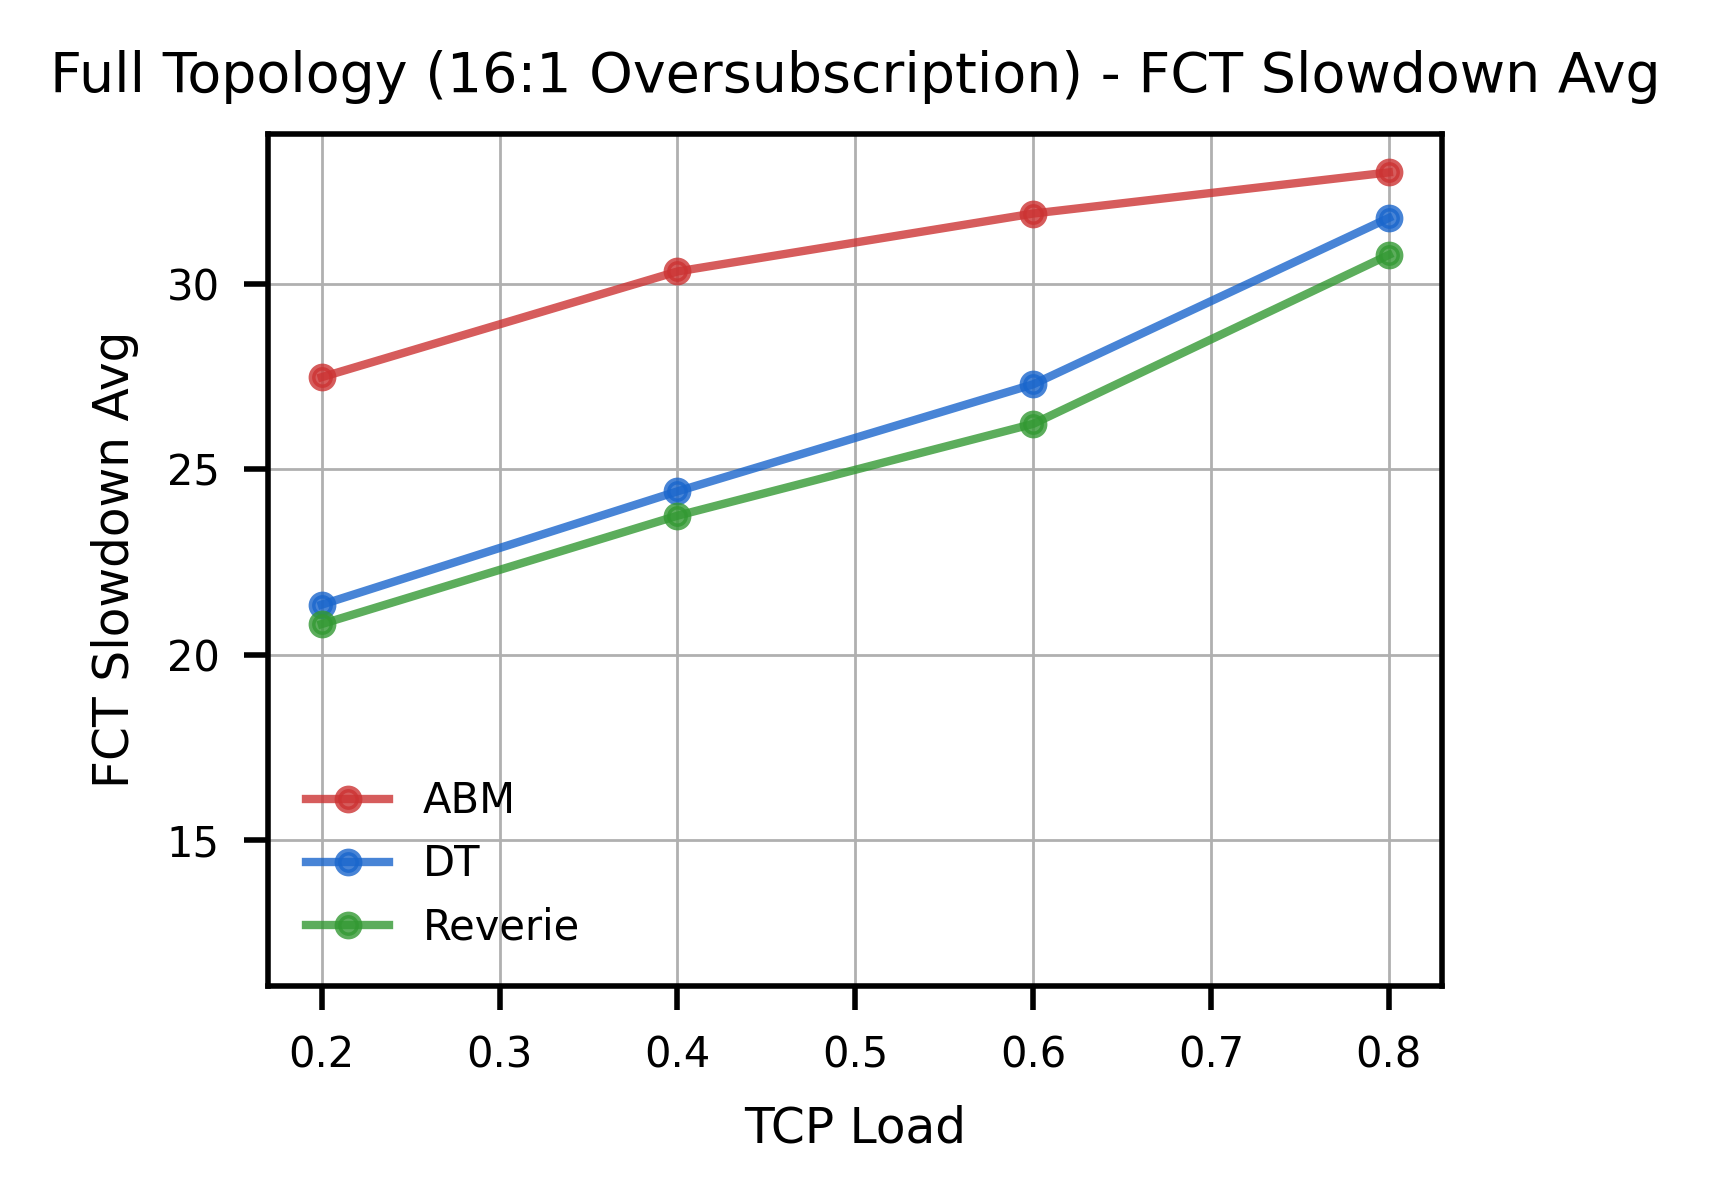 Full Topology (16:1 Oversubscription) - FCT Slowdown Avg
FCT Slowdown Avg
30
25
20
15
ABM
DT
Reverie
0.2 0.3 0.4 0.5 0.6 0.7 0.8
TCP Load